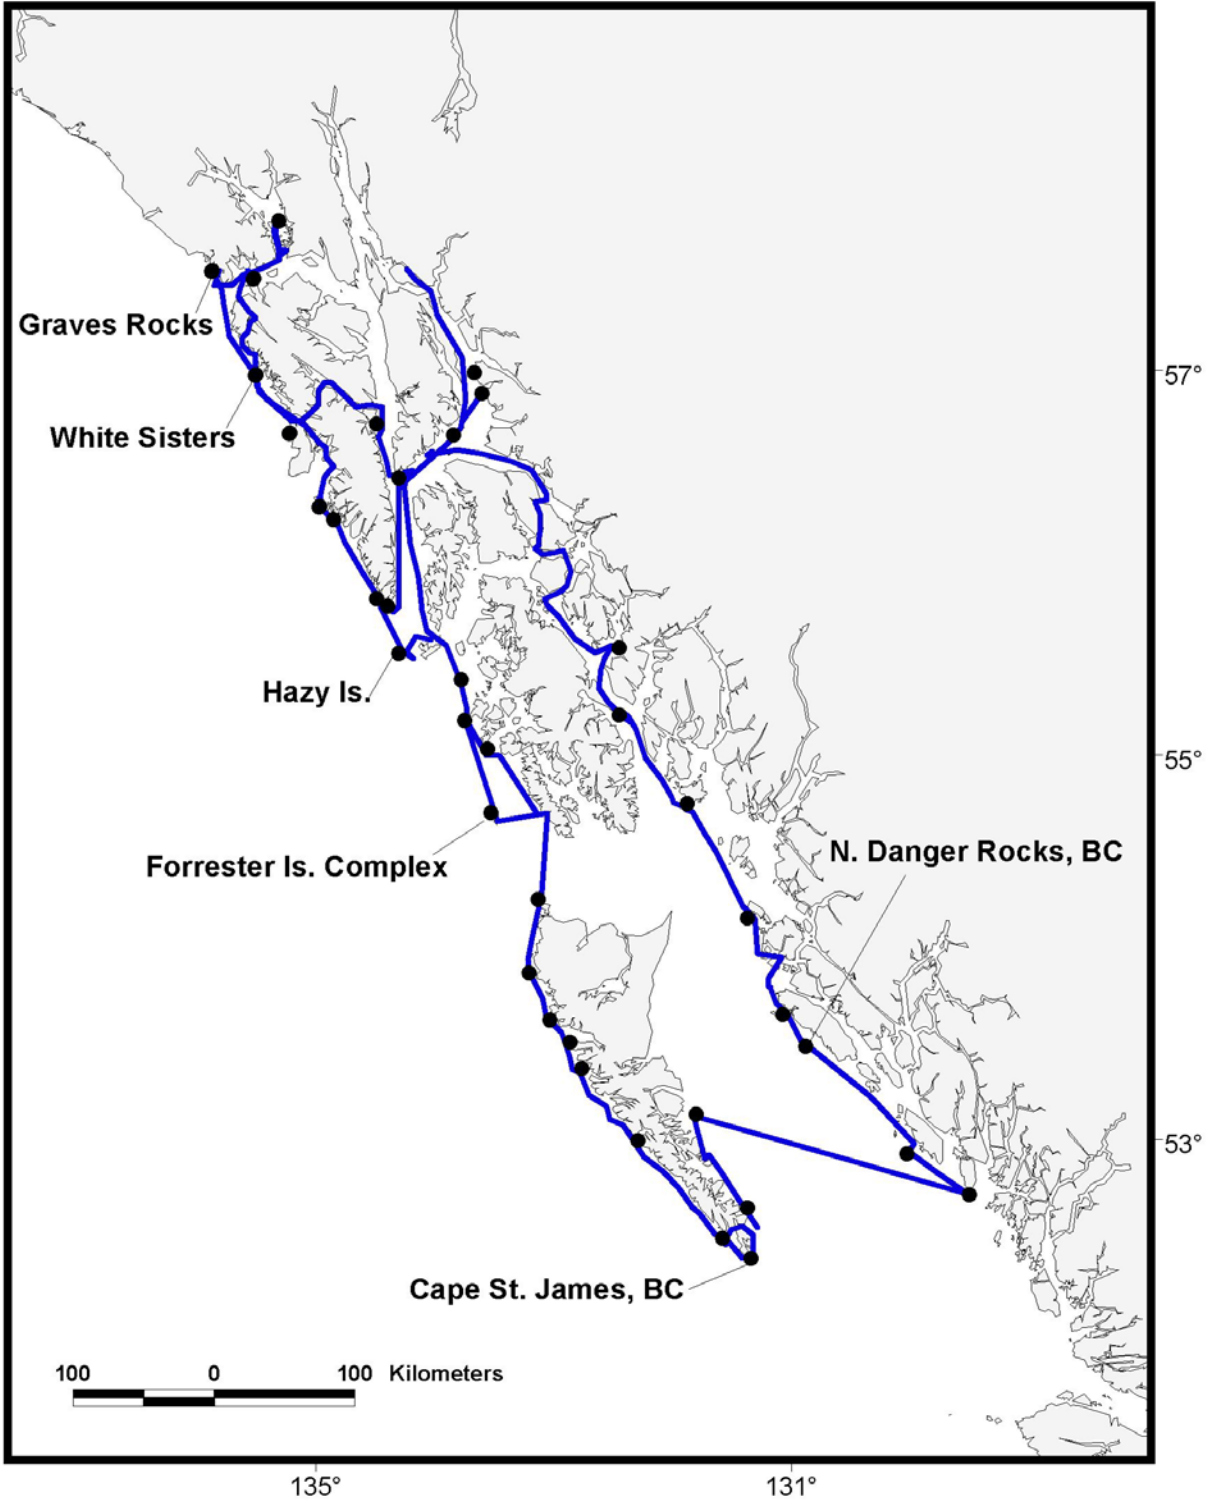 Graves Rocks
57°
White Sisters
Hazy Is.
55°
N. Danger Rocks, BC
Forrester Is. Complex
53°
Cape St. James, BC
100 0 100 Kilometers
135° 131°